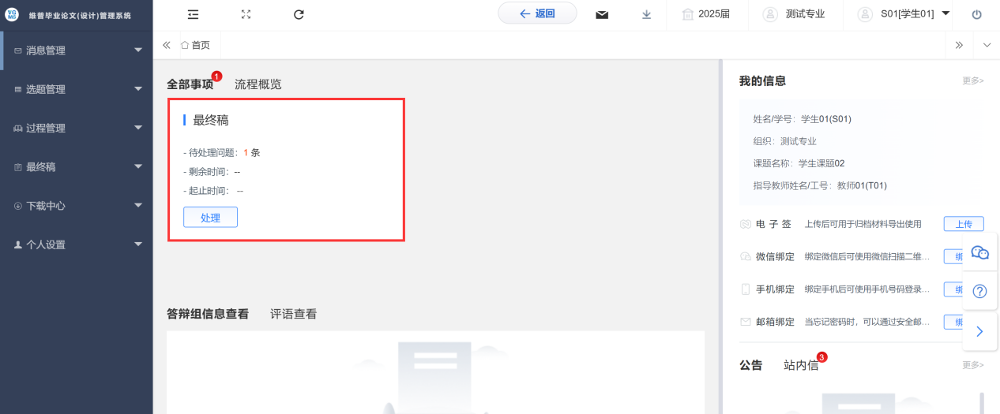 VG
MS
维普毕业论文(设计)管理系统
返回
2025届
测试专业
S01[学生01]
首页
消息管理
选题管理
过程管理
最终稿
下载中心
个人设置
全部事项
1
流程概览
最终稿
- 待处理问题：1 条
- 剩余时间：--
- 起止时间： --
处理
答辩组信息查看
评语查看
我的信息
更多>
姓名/学号：学生01(S01)
组织：测试专业
课题名称：学生课题02
指导教师姓名/工号：教师01(T01)
电 子 签 上传后可用于归档材料导出使用 上传
微信绑定 绑定微信后可使用微信扫描二维... 绑
手机绑定 绑定手机后可使用手机号码登录... 绑
邮箱绑定 当忘记密码时，可以通过安全邮... 绑
公告
站内信
3
更多>